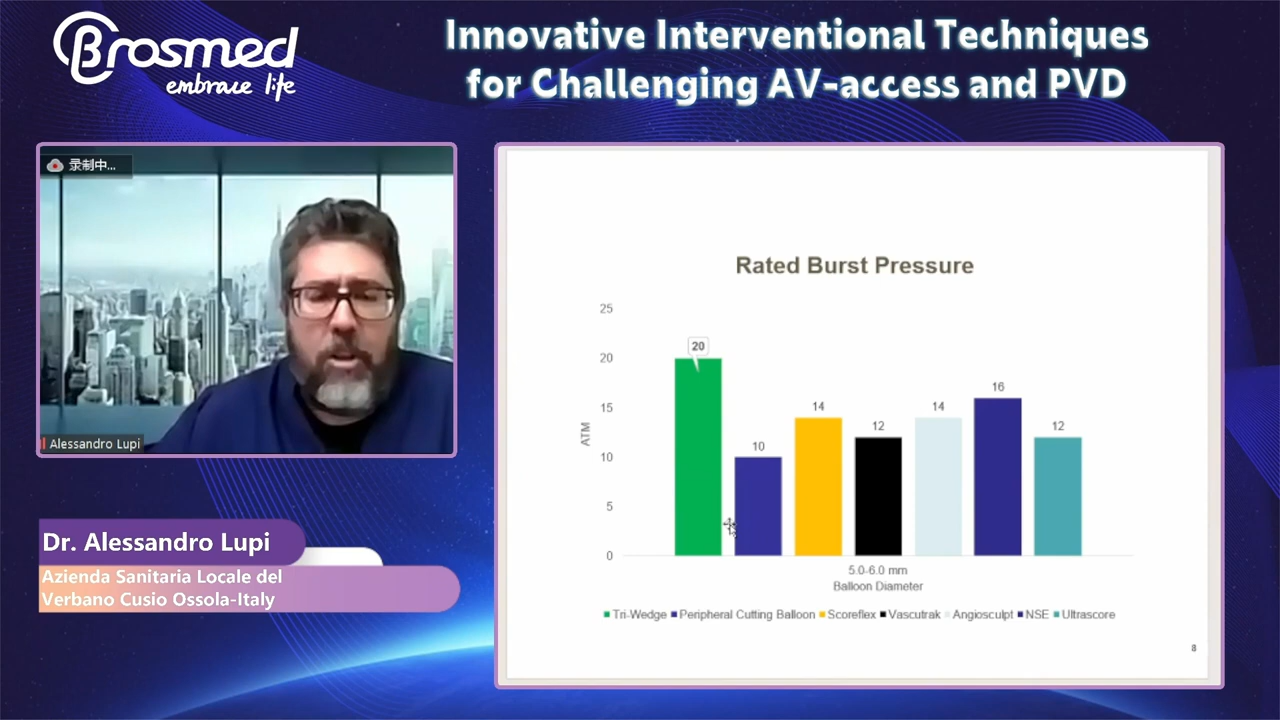 Brosmed
embrace life
Innovative Interventional Techniques
for Challenging AV-access and PVD
录制中...
Alessandro Lupi
Dr. Alessandro Lupi
Azienda Sanitaria Locale del
Verbano Cusio Ossola-Italy
Rated Burst Pressure
25
20
15
10
5
0
ATM
20
10
14
12
14
16
12
5.0-6.0 mm
Balloon Diameter
Tri-Wedge Peripheral Cutting Balloon Scoreflex Vascutrak Angiosculpt NSE Ultrascore
8